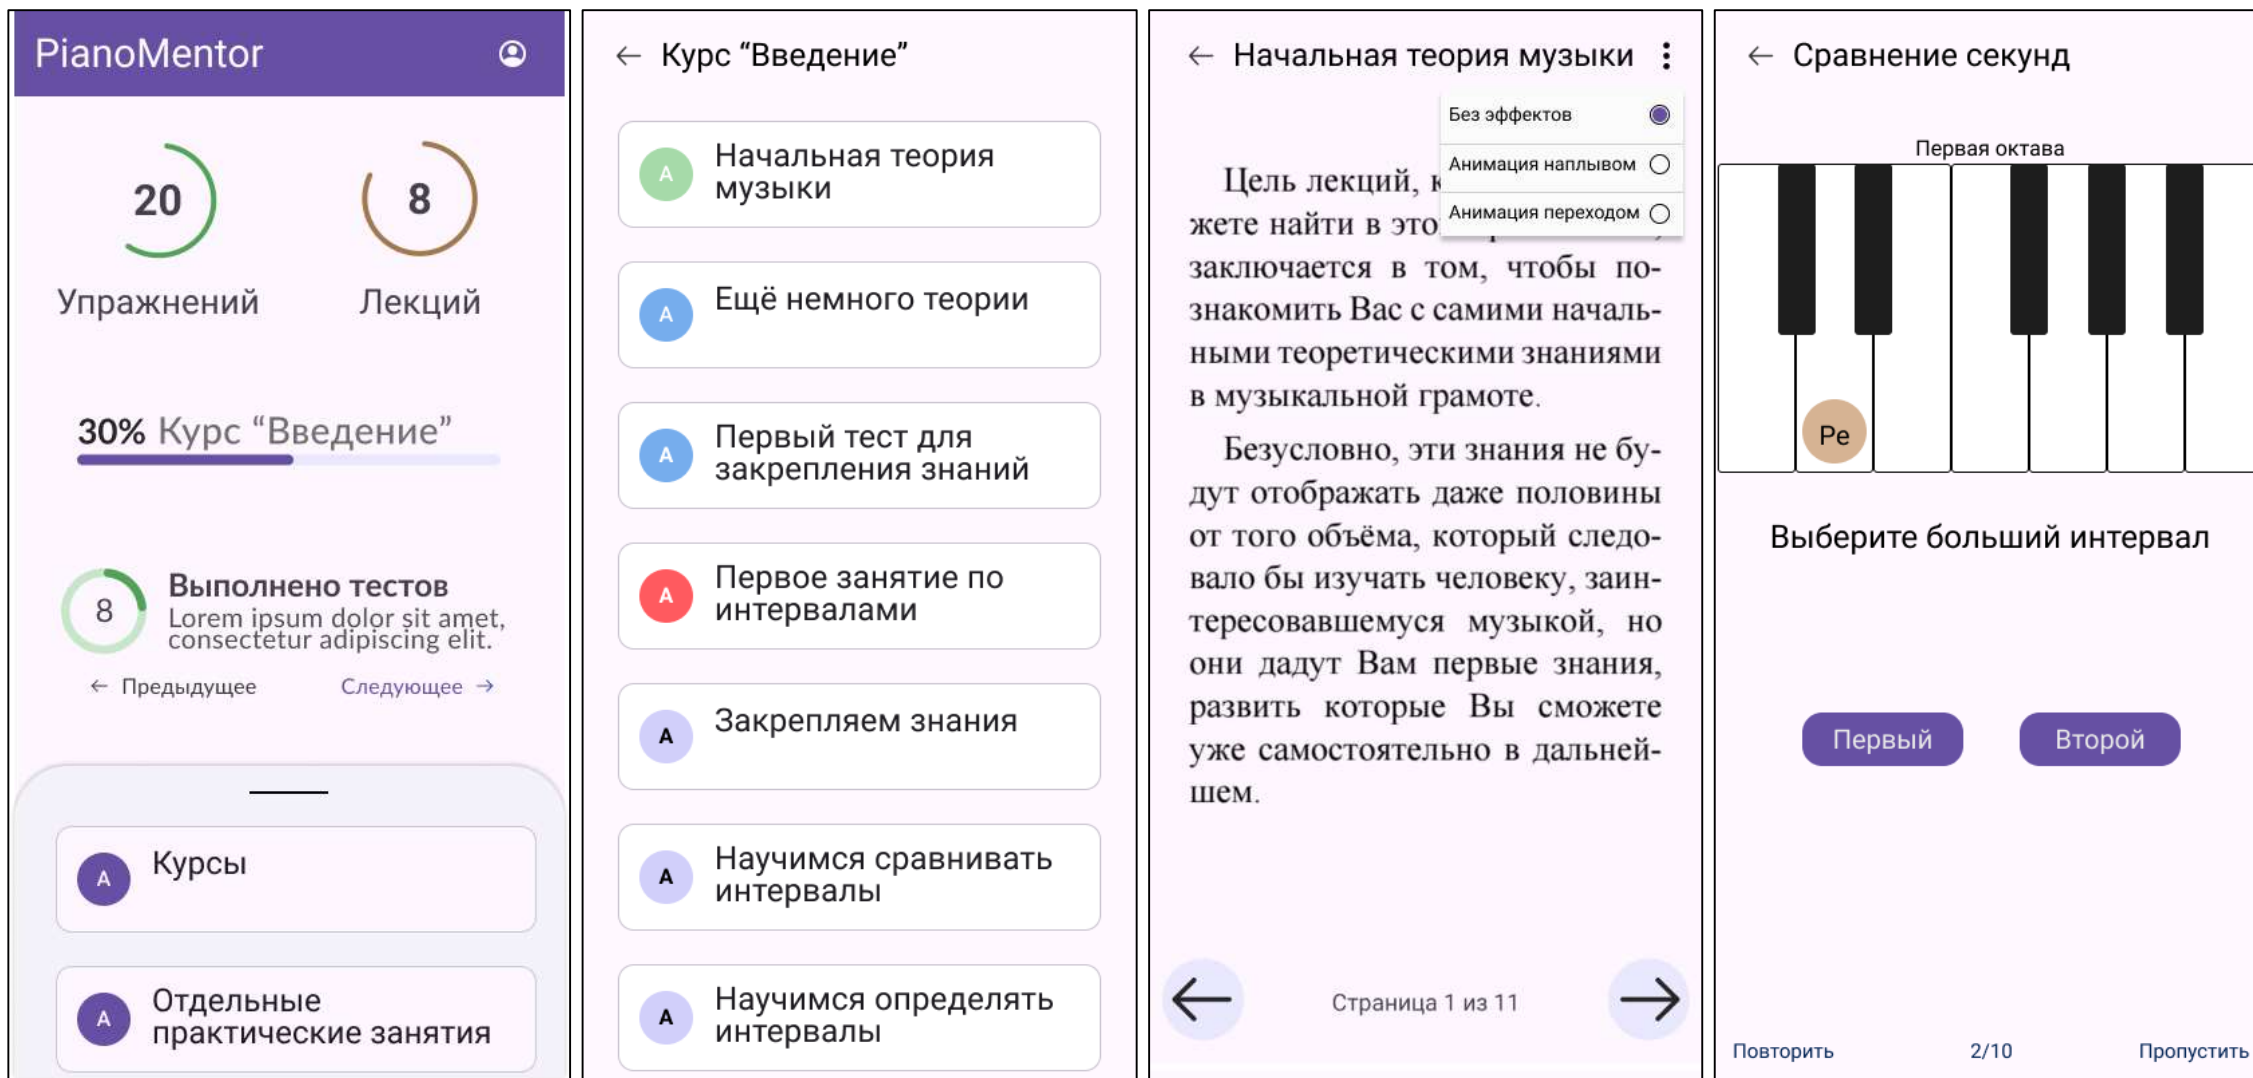 PianoMentor
20
8
Упражнений
Лекций
30% Курс “Введение”
8
Выполнено тестов
Lorem ipsum dolor sit amet,
consectetur adipiscing elit.
← Предыдущее
Следующее →
A
Курсы
A
Отдельные
практические занятия
← Курс “Введение”
A
Начальная теория
музыки
A
Ещё немного теории
A
Первый тест для
закрепления знаний
A
Первое занятие по
интервалами
A
Закрепляем знания
A
Научимся сравнивать
интервалы
A
Научимся определять
интервалы
← Начальная теория музыки
Без эффектов
Анимация наплывом
Анимация переходом
Цель лекций, к
жете найти в это
заключается в том, чтобы по-
знакомить Вас с самими началь-
ными теоретическими знаниями
в музыкальной грамоте.
Безусловно, эти знания не бу-
дут отображать даже половины
от того объёма, который следо-
вало бы изучать человеку, заин-
тересовавшемуся музыкой, но
они дадут Вам первые знания,
развить которые Вы сможете
уже самостоятельно в дальней-
шем.
Страница 1 из 11
← Сравнение секунд
Первая октава
Ре
Выберите больший интервал
Первый
Второй
Повторить
2/10
Пропустить